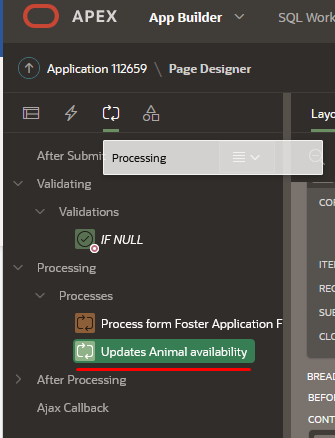 APEX
App Builder
SQL Work
Application 112659 \ Page Designer
Layo
After Submi
Processing
Validating
Validations
IF NULL
Processing
Processes
Process form Foster Application F
Updates Animal availability
After Processing
Ajax Callback
CO
ITE
REC
SUB
CLO
BREAD
BEFO
CONT